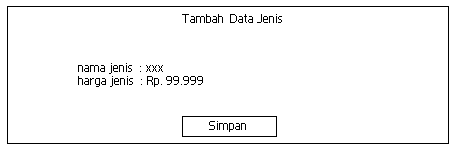 Tambah Data Jenis
nama jenis : xxx
harga jenis : Rp. 99.999
Simpan